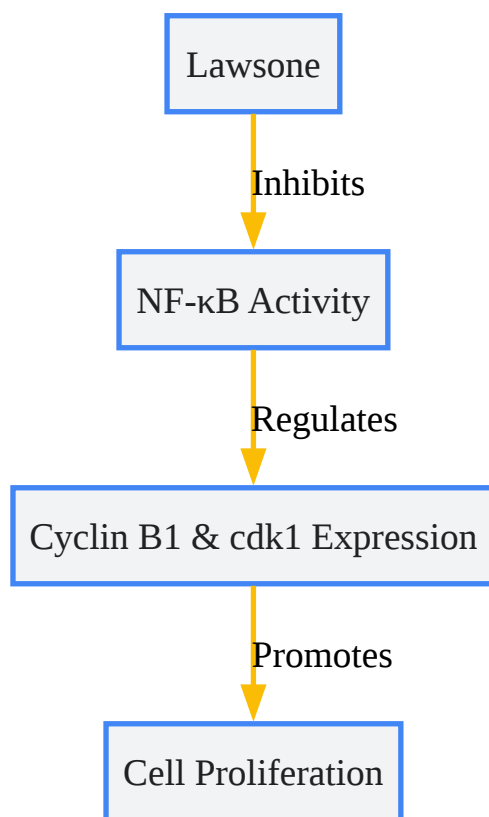 Lawsone
Inhibits
NF-κB Activity
Regulates
Cyclin B1 & cdk1 Expression
Promotes
Cell Proliferation